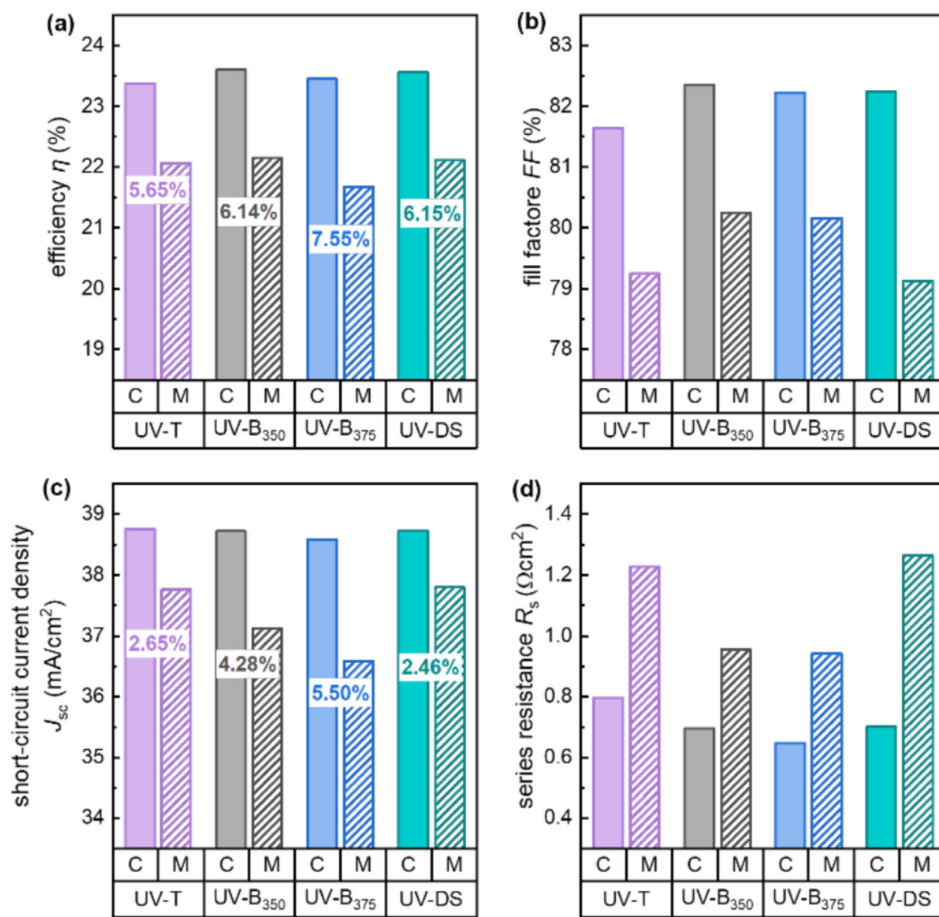 (a)
efficiency η (%)
24
23
22
21
20
19
5.65%
6.14%
7.55%
6.15%
C M C M C M C M
UV-T UV-B₃₅₀ UV-B₃₇₅ UV-DS
(b)
fill factore FF (%)
83
82
81
80
79
78
C M C M C M C M
UV-T UV-B₃₅₀ UV-B₃₇₅ UV-DS
(c)
short-circuit current density
Jsc (mA/cm²)
39
38
37
36
35
34
2.65%
4.28%
5.50%
2.46%
C M C M C M C M
UV-T UV-B₃₅₀ UV-B₃₇₅ UV-DS
(d)
series resistance Rs (Ωcm²)
1.4
1.2
1.0
0.8
0.6
0.4
C M C M C M C M
UV-T UV-B₃₅₀ UV-B₃₇₅ UV-DS